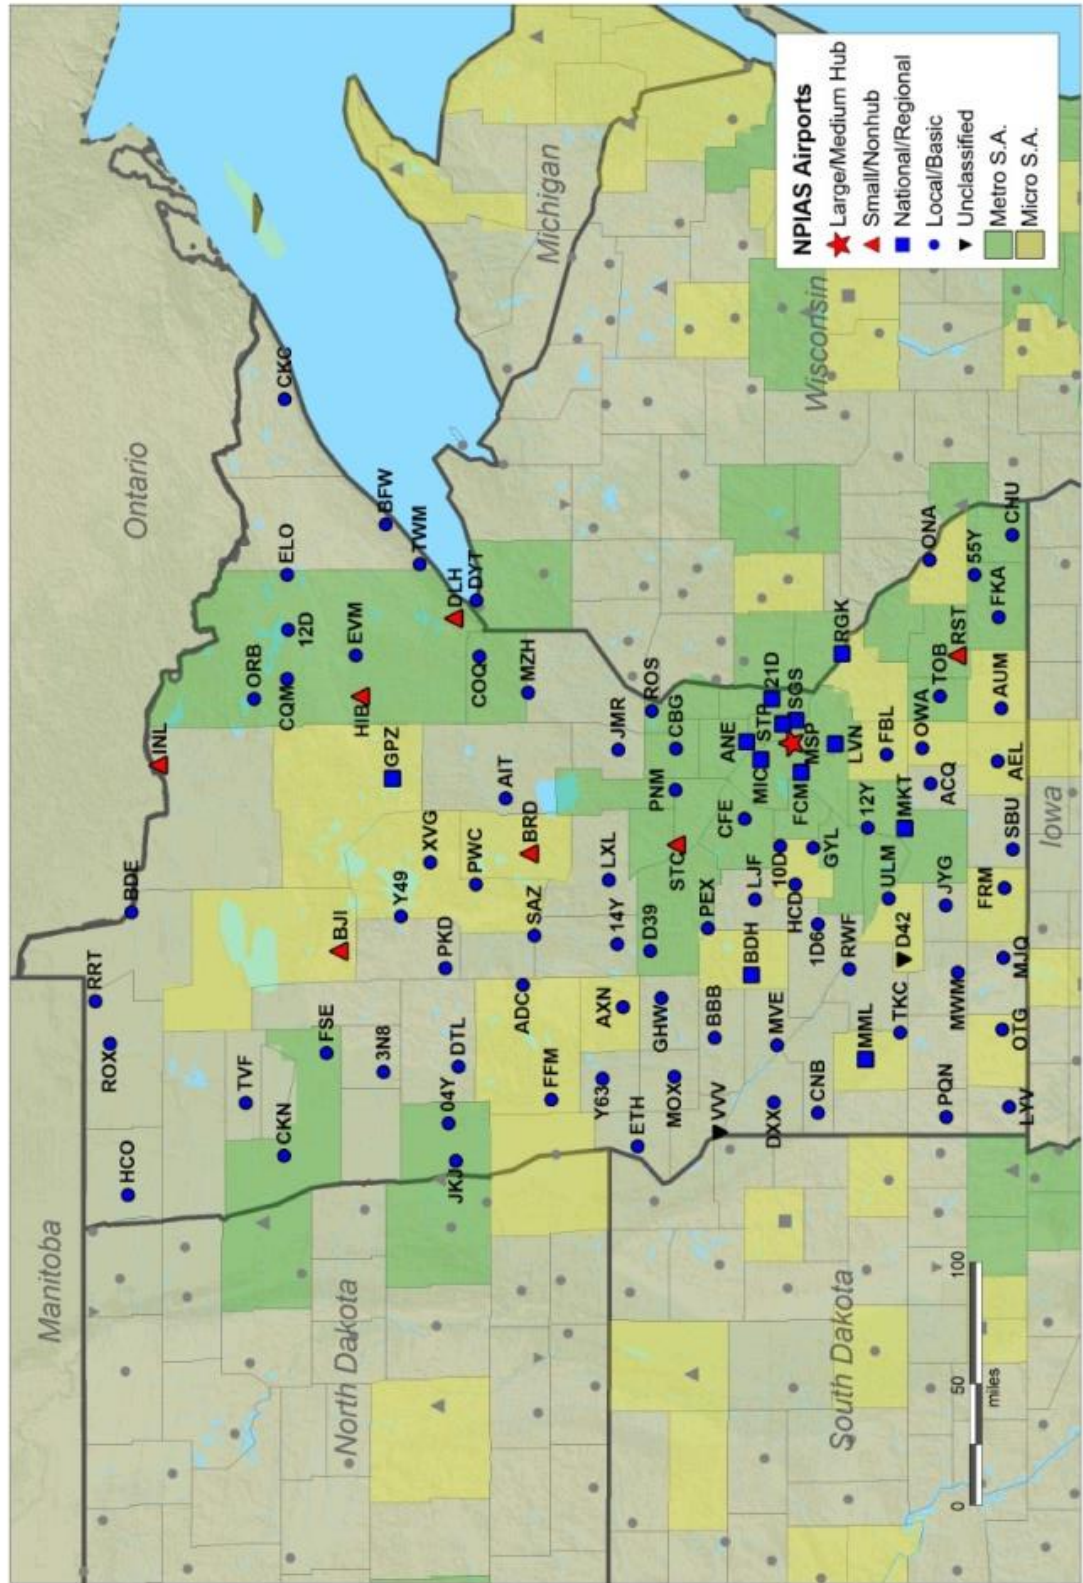 Manitoba
Ontario
North Dakota
South Dakota
Iowa
Wisconsin
Michigan
HCO
ROX
RRT
BDE
INL
TVF
CKN
FSE
BJI
ORB
CQM
12D
ELO
CKC
3N8
Y49
GPZ
HIB
EVM
BFW
TWM
JKJ
04Y
DTL
PKD
XVG
PWC
COQ
DLH
DYT
ADC
SAZ
BRD
AIT
MZH
FFM
Y63
AXN
14Y
LXL
JMR
ROS
ETH
MOX
GHW
D39
STC
PNM
CBG
VVV
BBB
PEX
BDH
LJF
CFE
ANE
MIC
STP
21D
DXX
MVE
10D
HCD
FCM
MSP
SGS
CNB
1D6
GYL
LVN
RGK
MML
RWF
12Y
FBL
TKC
D42
ULM
MKT
OWA
ONA
PQN
MWM
JYG
ACQ
TOB
RST
55Y
LYV
OTG
MJQ
FRM
SBU
AEL
AUM
FKA
CHU
0
50
100
miles
NPIAS Airports
Large/Medium Hub
Small/Nonhub
National/Regional
Local/Basic
Unclassified
Metro S.A.
Micro S.A.